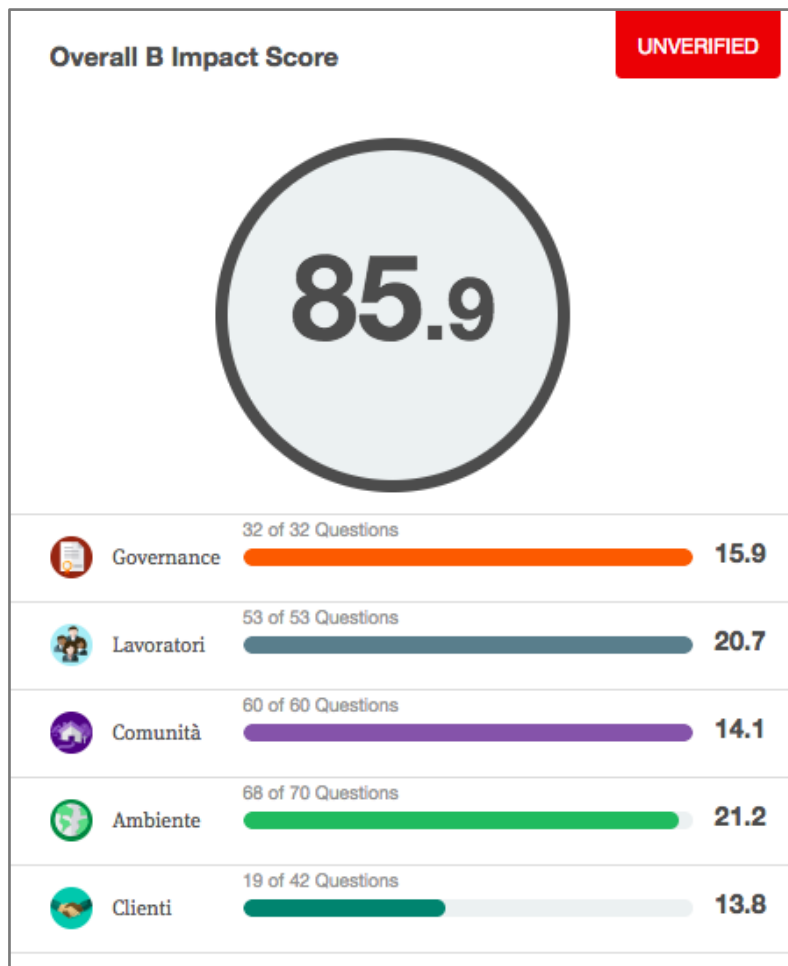 Overall B Impact Score
UNVERIFIED
85.9
32 of 32 Questions
Governance
15.9
53 of 53 Questions
Lavoratori
20.7
60 of 60 Questions
Comunità
14.1
68 of 70 Questions
Ambiente
21.2
19 of 42 Questions
Clienti
13.8